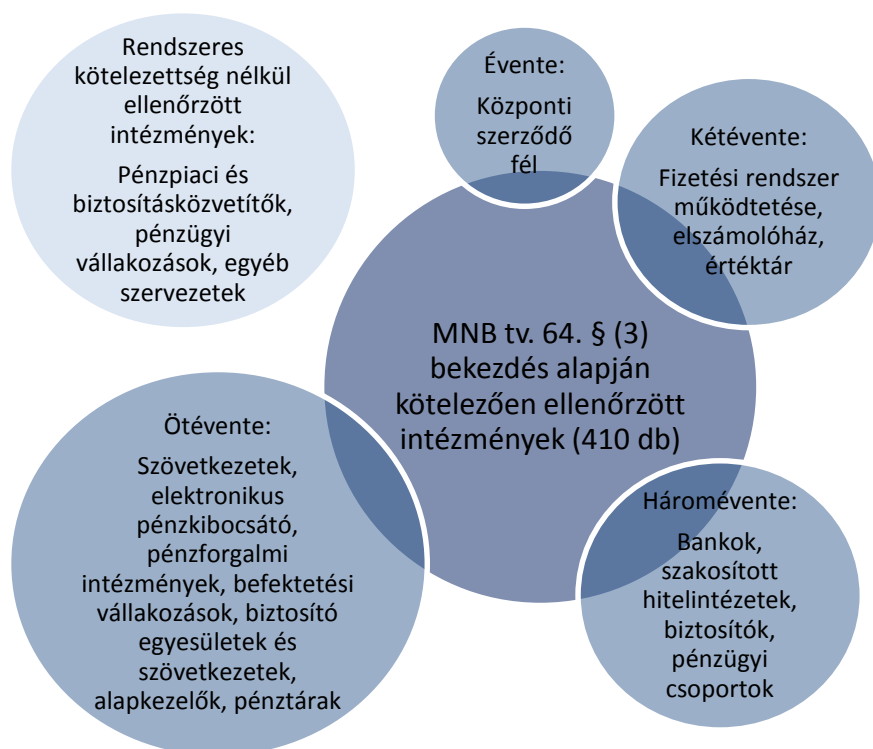 Rendszeres
kötelezettség nélkül
ellenőrzött
intézmények:
Pénzpiaci és
biztosításközvetítők,
pénzügyi
vállakozások, egyéb
szervezetek
Évente:
Központi
szerződő
fél
Kétévente:
Fizetési rendszer
működtetése,
elszámolóház,
értéktár
MNB tv. 64. § (3)
bekezdés alapján
kötelezően ellenőrzött
intézmények (410 db)
Ötévente:
Szövetkezetek,
elektronikus
pénzkibocsátó,
pénzforgalmi
intézmények, befektetési
vállakozások, biztosító
egyesületek és
szövetkezetek,
alapkezelők, pénztárak
Háromévente:
Bankok,
szakosított
hitelintézetek,
biztosítók,
pénzügyi
csoportok